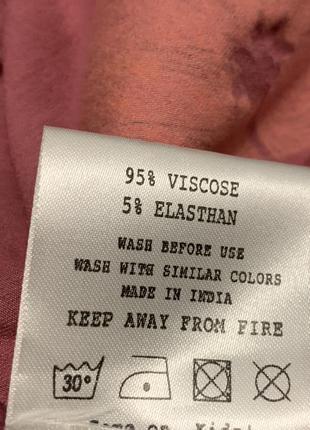 95% VISCOSE
5% ELASTHAN
WASH BEFORE USE
WASH WITH SIMILAR COLORS
MADE IN INDIA
KEEP AWAY FROM FIRE
30°